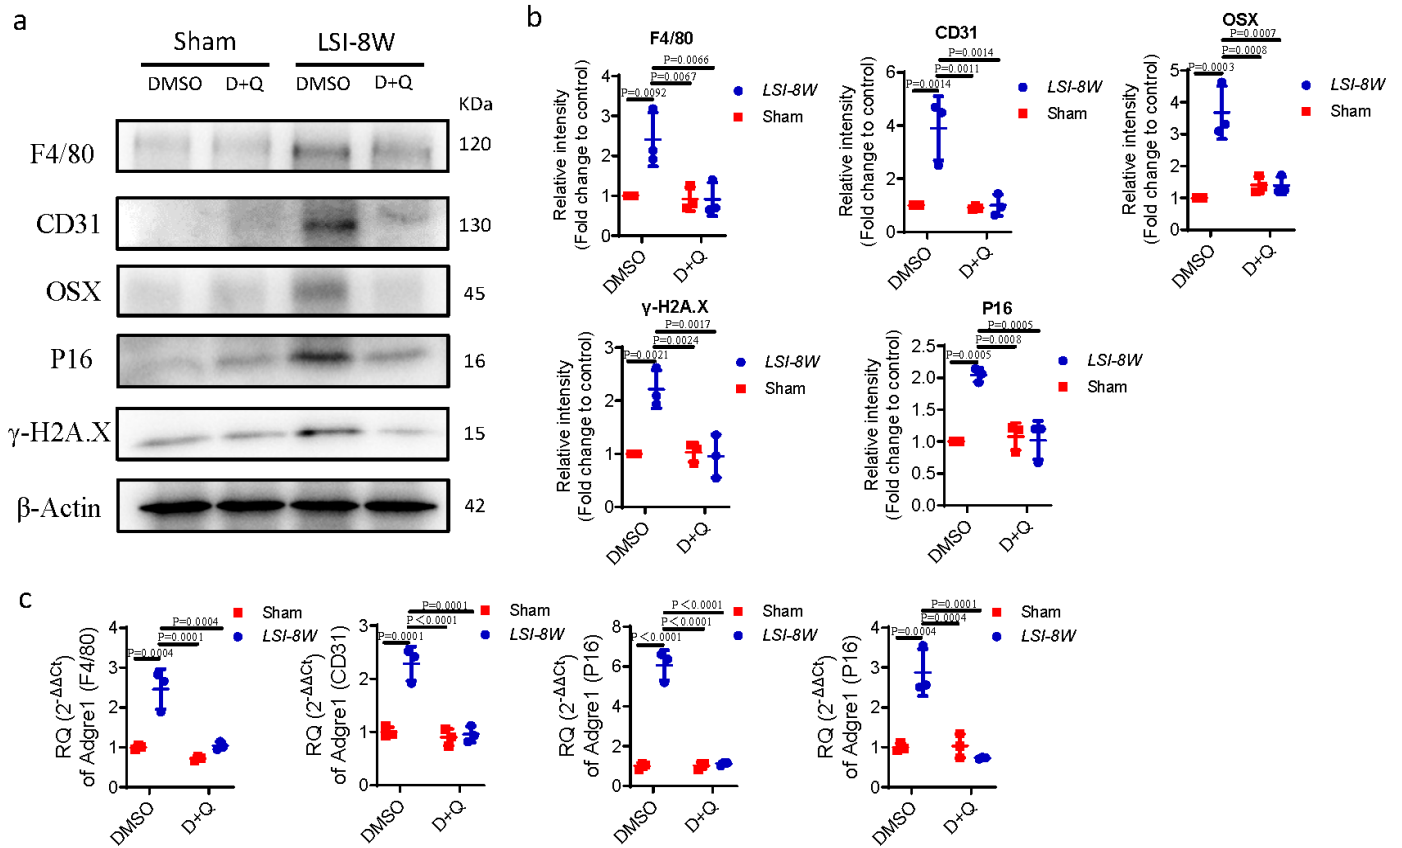 a
Sham LSI-8W
DMSO D+Q DMSO D+Q
KDa
F4/80 120
CD31 130
OSX 45
P16 16
γ-H2A.X 15
β-Actin 42
b
F4/80
P=0.0066
P=0.0067
P=0.0092
Relative intensity
(Fold change to control)
4
3
2
1
0
DMSO D+Q
LSI-8W
Sham
CD31
P=0.0014
P=0.0011
P=0.0014
Relative intensity
(Fold change to control)
6
4
2
0
DMSO D+Q
LSI-8W
Sham
OSX
P=0.0007
P=0.0008
P=0.0003
Relative intensity
(Fold change to control)
5
4
3
2
1
0
DMSO D+Q
LSI-8W
Sham
γ-H2A.X
P=0.0017
P=0.0024
P=0.0021
Relative intensity
(Fold change to control)
3
2
1
0
DMSO D+Q
LSI-8W
Sham
P16
P=0.0005
P=0.0008
P=0.0005
Relative intensity
(Fold change to control)
2.5
2.0
1.5
1.0
0.5
0.0
DMSO D+Q
LSI-8W
Sham
c
P=0.0004
P=0.0001
P=0.0004
RQ (2-ΔΔCt)
of Adgre1 (F4/80)
4
3
2
1
0
DMSO D+Q
Sham
LSI-8W
P=0.0001
P<0.0001
P=0.0001
RQ (2-ΔΔCt)
of Adgre1 (CD31)
3
2
1
0
DMSO D+Q
Sham
LSI-8W
P<0.0001
P<0.0001
P<0.0001
RQ (2-ΔΔCt)
of Adgre1 (P16)
8
6
4
2
0
DMSO D+Q
Sham
LSI-8W
P=0.0001
P=0.0004
P=0.0004
RQ (2-ΔΔCt)
of Adgre1 (P16)
4
3
2
1
0
DMSO D+Q
Sham
LSI-8W